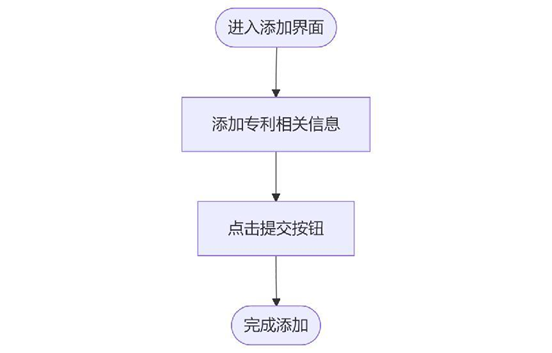 进入添加界面
添加专利相关信息
点击提交按钮
完成添加